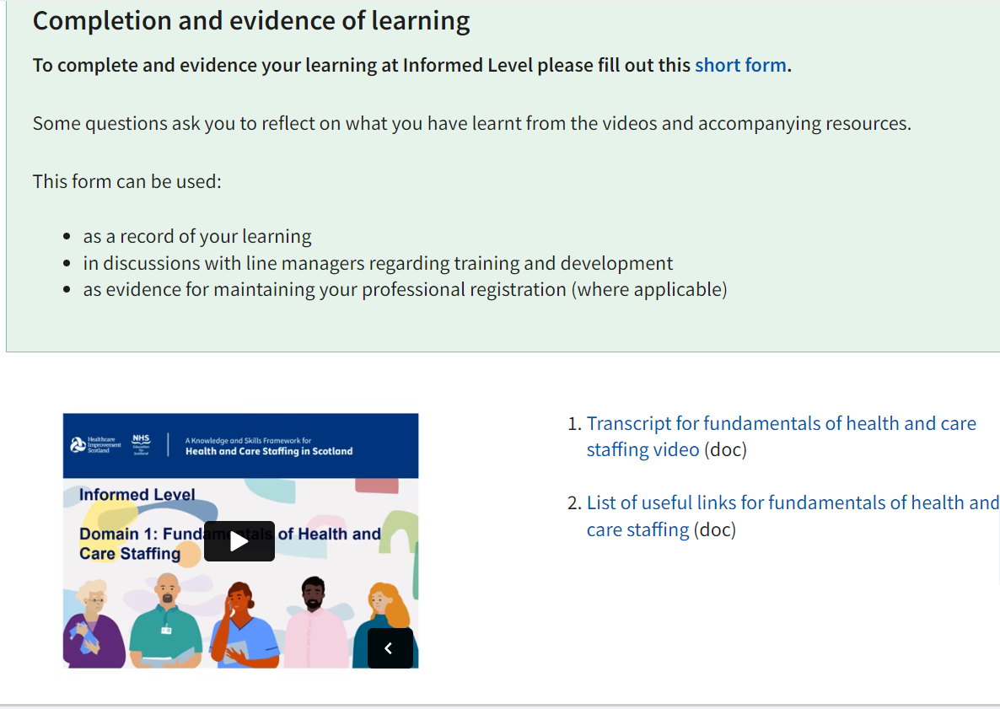 Completion and evidence of learning
To complete and evidence your learning at Informed Level please fill out this short form.
Some questions ask you to reflect on what you have learnt from the videos and accompanying resources.
This form can be used:
as a record of your learning
in discussions with line managers regarding training and development
as evidence for maintaining your professional registration (where applicable)
Healthcare
Improvement
Scotland
NHS
Education
for
Scotland
A Knowledge and Skills Framework for
Health and Care Staffing in Scotland
Informed Level
Domain 1: Fundamentals of Health and
Care Staffing
1. Transcript for fundamentals of health and care
staffing video (doc)
2. List of useful links for fundamentals of health and
care staffing (doc)